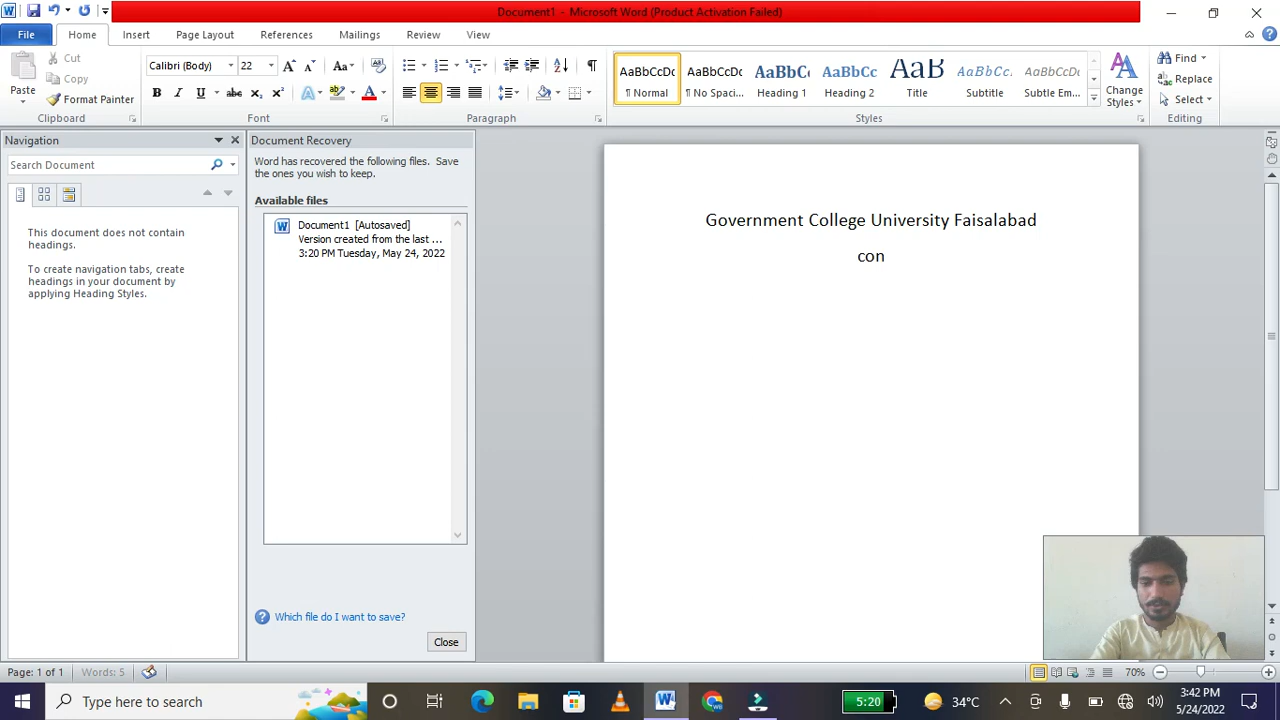 Document1 - Microsoft Word (Product Activation Failed)
File Home Insert Page Layout References Mailings Review View
Cut
Copy
Format Painter
Paste
Clipboard
Calibri (Body) 22
Font
Paragraph
AaBbCcDc AaBbCcDc AaBbCc AaBbCc AaB AaBbCc. AaBbCcDc
¶ Normal ¶ No Spaci... Heading 1 Heading 2 Title Subtitle Subtle Em...
Change Styles
Styles
Find
Replace
Select
Editing
Navigation
Search Document
This document does not contain
headings.
To create navigation tabs, create
headings in your document by
applying Heading Styles.
Document Recovery
Word has recovered the following files. Save
the ones you wish to keep.
Available files
Document1 [Autosaved]
Version created from the last ...
3:20 PM Tuesday, May 24, 2022
Which file do I want to save?
Close
Government College University Faisalabad
con
Page: 1 of 1 Words: 5
70%
Type here to search
5:20
34°C
3:42 PM
5/24/2022